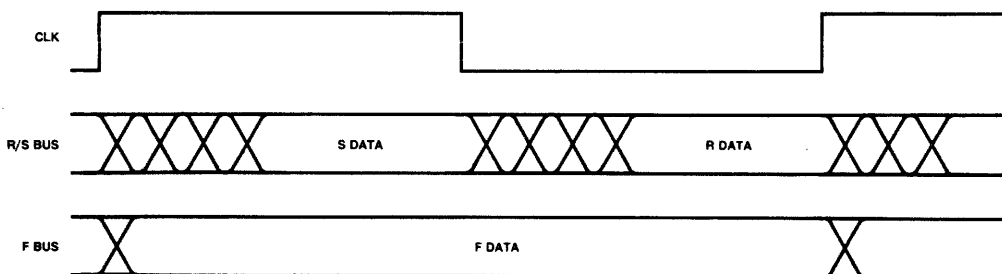 CLK
R/S BUS
S DATA
R DATA
F BUS
F DATA